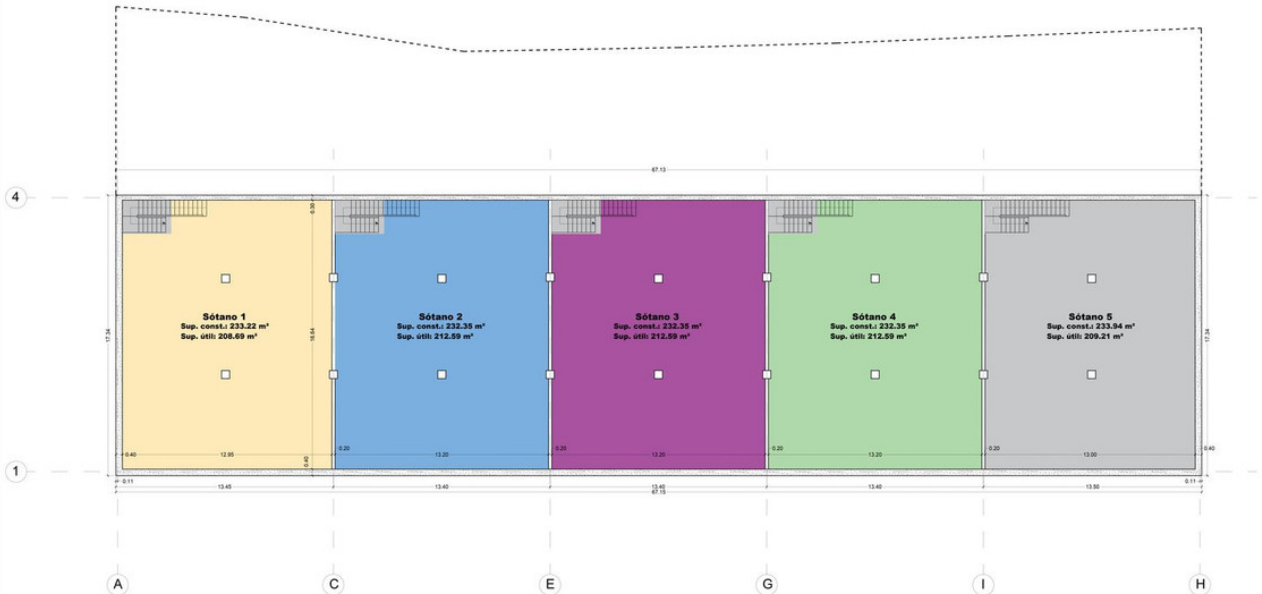 67.13
4
0.30
17.34
16.64
17.34
Sótano 1
Sup. const.: 233.22 m²
Sup. útil: 208.69 m²
Sótano 2
Sup. const.: 232.35 m²
Sup. útil: 212.59 m²
Sótano 3
Sup. const.: 232.35 m²
Sup. útil: 212.59 m²
Sótano 4
Sup. const.: 232.35 m²
Sup. útil: 212.59 m²
Sótano 5
Sup. const.: 233.94 m²
Sup. útil: 209.21 m²
0.40 12.95 0.40 0.20 13.20 0.20 13.20 0.20 13.20 0.20 13.00 0.40
1
0.11 13.45 13.40 13.40 13.40 13.50 0.11
67.15
A C E G I H